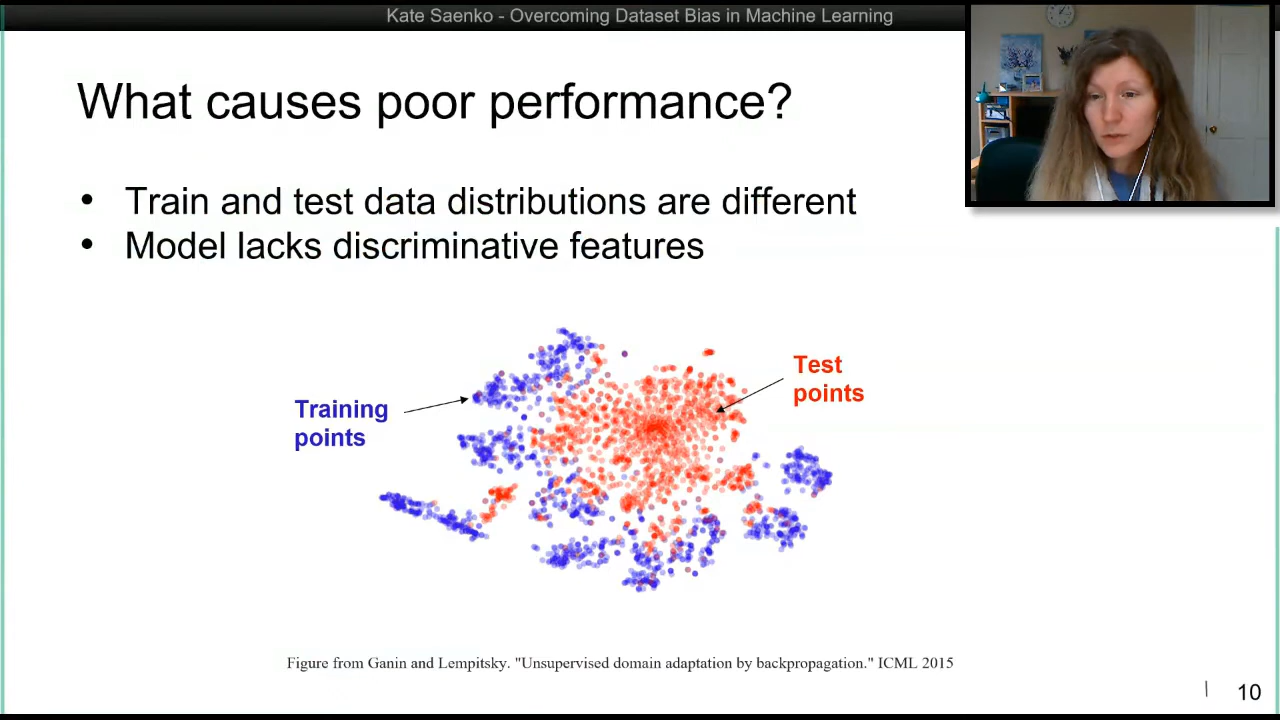 Kate Saenko - Overcoming Dataset Bias in Machine Learning
What causes poor performance?
• Train and test data distributions are different
• Model lacks discriminative features
Test
points
Training
points
Figure from Ganin and Lempitsky. "Unsupervised domain adaptation by backpropagation." ICML 2015
10